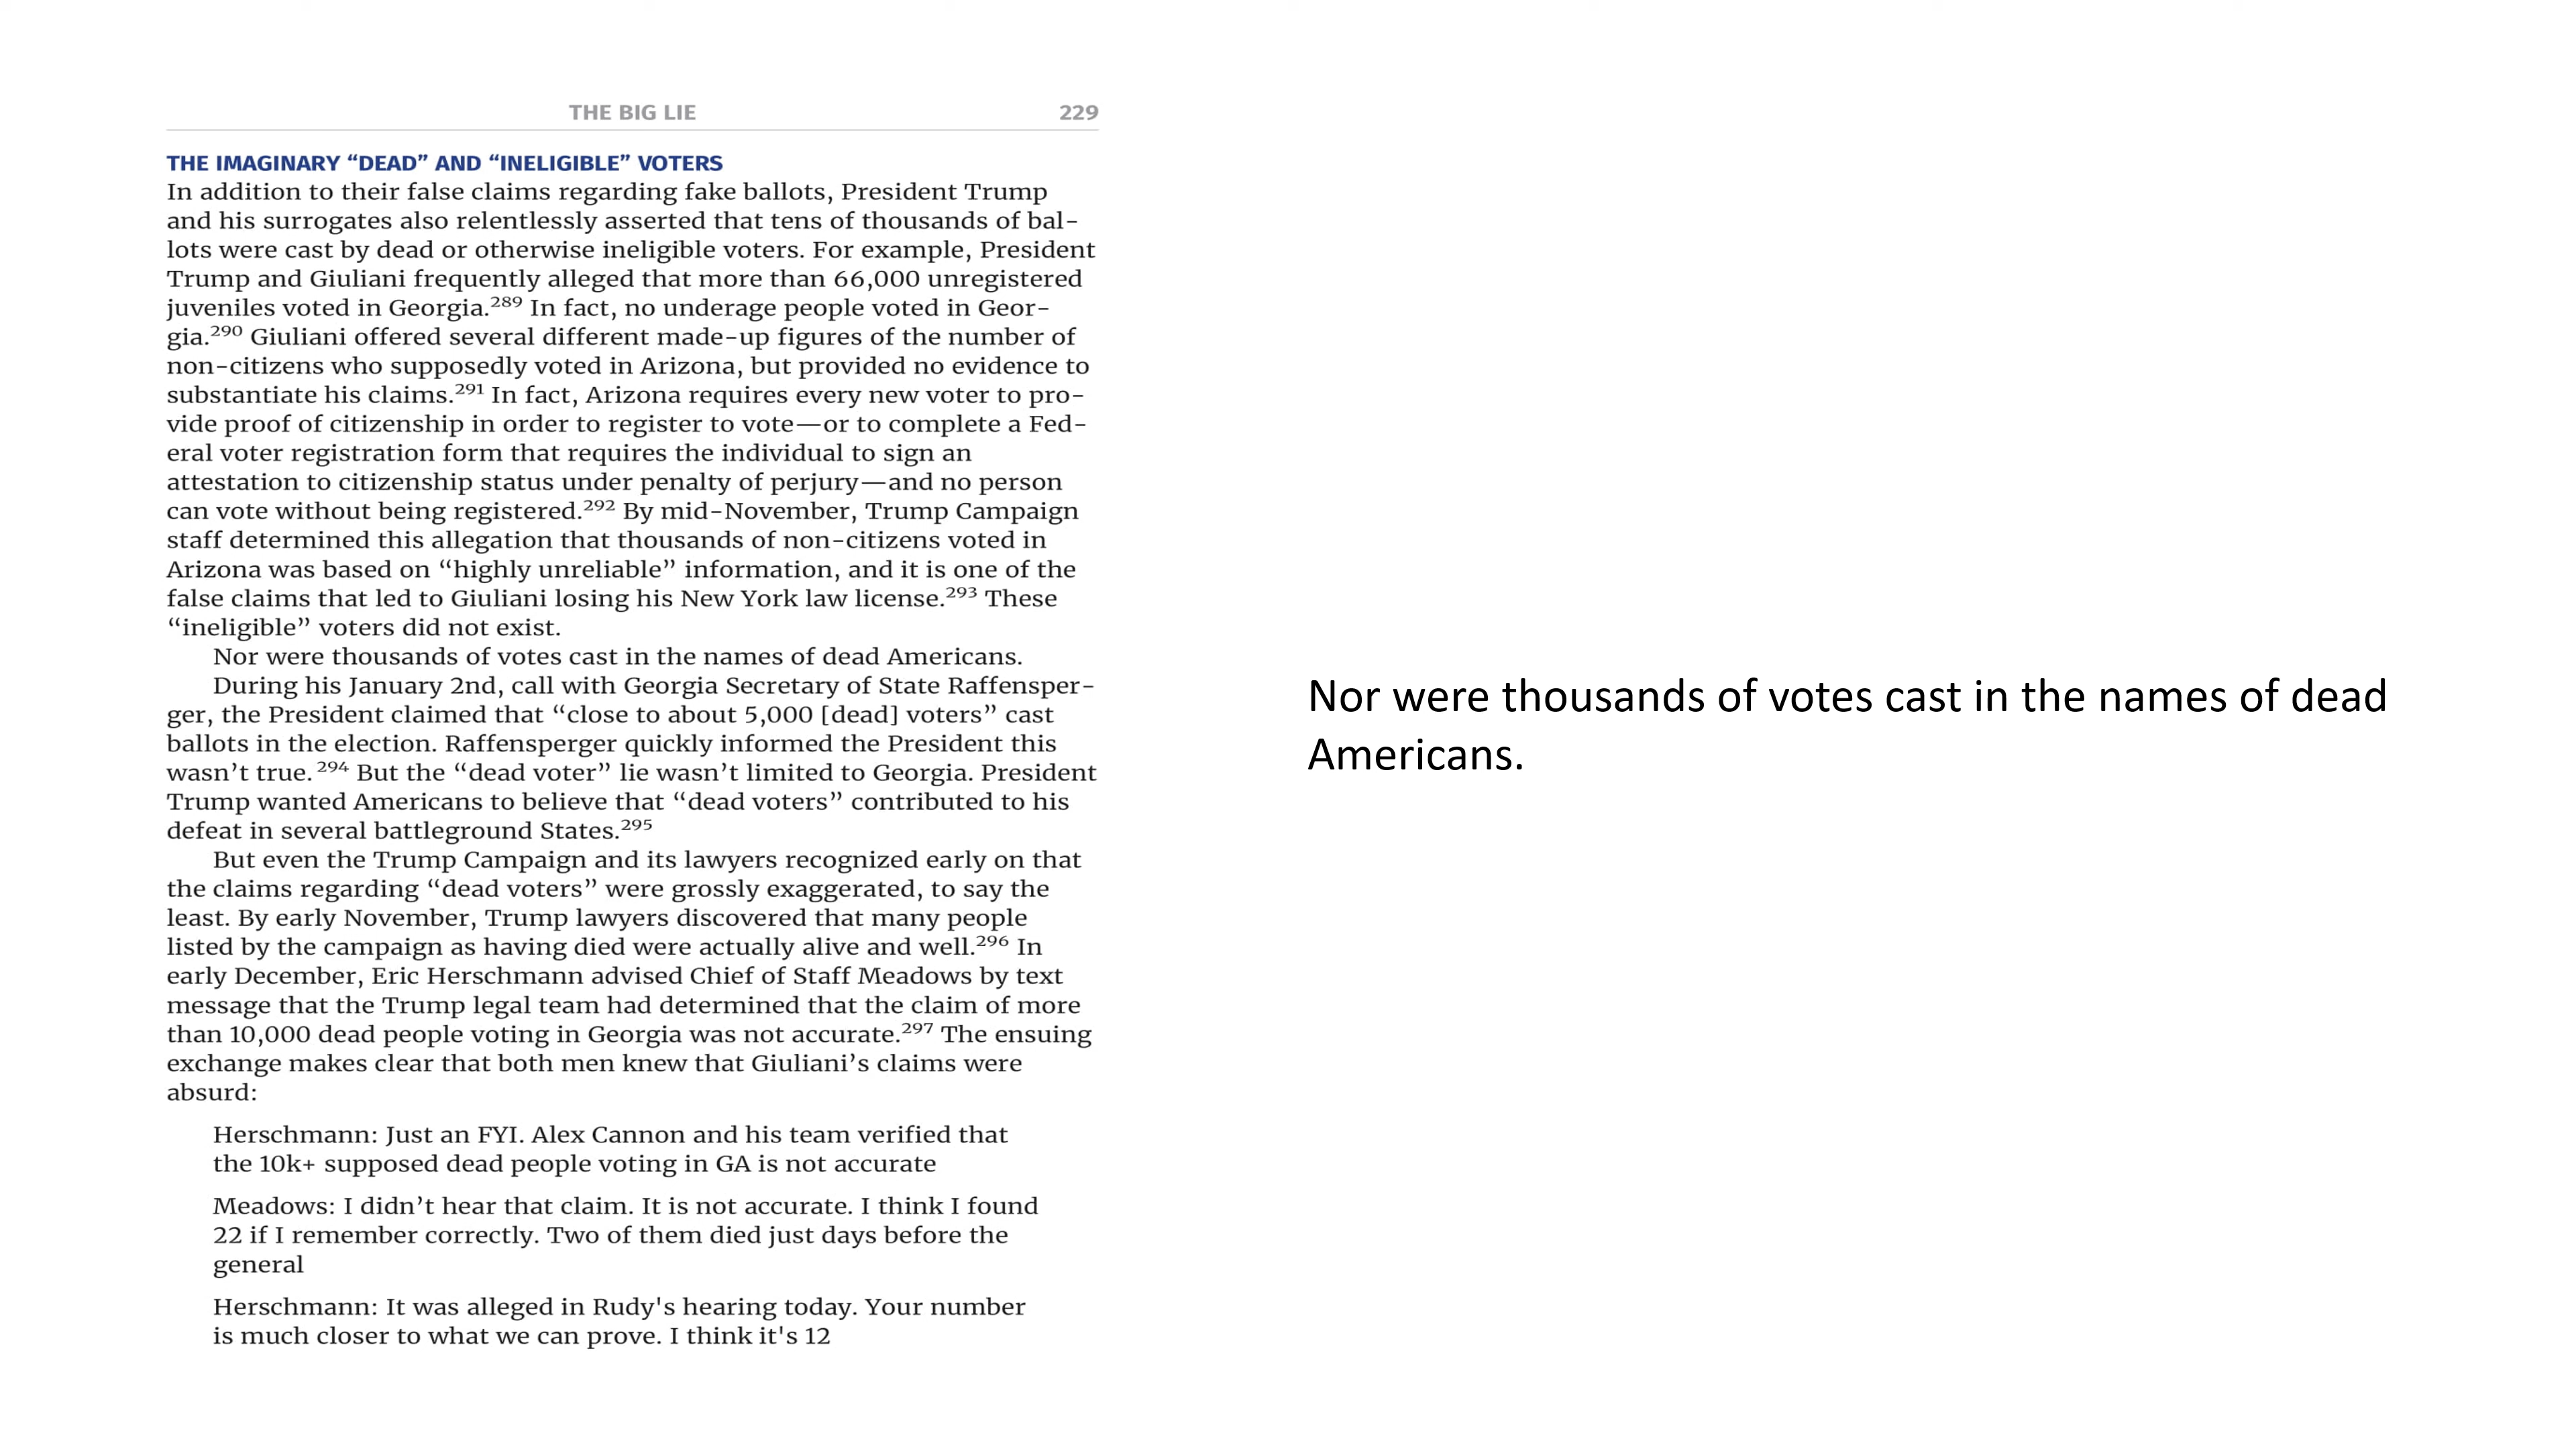 THE BIG LIE 229
THE IMAGINARY “DEAD” AND “INELIGIBLE” VOTERS
In addition to their false claims regarding fake ballots, President Trump
and his surrogates also relentlessly asserted that tens of thousands of bal-
lots were cast by dead or otherwise ineligible voters. For example, President
Trump and Giuliani frequently alleged that more than 66,000 unregistered
juveniles voted in Georgia.289 In fact, no underage people voted in Geor-
gia.290 Giuliani offered several different made-up figures of the number of
non-citizens who supposedly voted in Arizona, but provided no evidence to
substantiate his claims.291 In fact, Arizona requires every new voter to pro-
vide proof of citizenship in order to register to vote—or to complete a Fed-
eral voter registration form that requires the individual to sign an
attestation to citizenship status under penalty of perjury—and no person
can vote without being registered.292 By mid-November, Trump Campaign
staff determined this allegation that thousands of non-citizens voted in
Arizona was based on “highly unreliable” information, and it is one of the
false claims that led to Giuliani losing his New York law license.293 These
“ineligible” voters did not exist.
Nor were thousands of votes cast in the names of dead Americans.
During his January 2nd, call with Georgia Secretary of State Raffensper-
ger, the President claimed that “close to about 5,000 [dead] voters” cast
ballots in the election. Raffensperger quickly informed the President this
wasn’t true.294 But the “dead voter” lie wasn’t limited to Georgia. President
Trump wanted Americans to believe that “dead voters” contributed to his
defeat in several battleground States.295
But even the Trump Campaign and its lawyers recognized early on that
the claims regarding “dead voters” were grossly exaggerated, to say the
least. By early November, Trump lawyers discovered that many people
listed by the campaign as having died were actually alive and well.296 In
early December, Eric Herschmann advised Chief of Staff Meadows by text
message that the Trump legal team had determined that the claim of more
than 10,000 dead people voting in Georgia was not accurate.297 The ensuing
exchange makes clear that both men knew that Giuliani’s claims were
absurd:
Herschmann: Just an FYI. Alex Cannon and his team verified that
the 10k+ supposed dead people voting in GA is not accurate
Meadows: I didn’t hear that claim. It is not accurate. I think I found
22 if I remember correctly. Two of them died just days before the
general
Herschmann: It was alleged in Rudy's hearing today. Your number
is much closer to what we can prove. I think it's 12
Nor were thousands of votes cast in the names of dead
Americans.